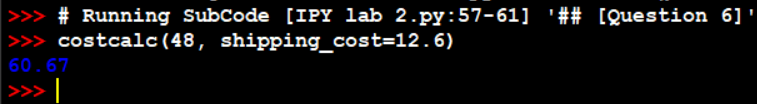 >>> # Running SubCode [IPY lab 2.py:57-61] '## [Question 6]'
>>> costcalc(48, shipping_cost=12.6)
60.67
>>>